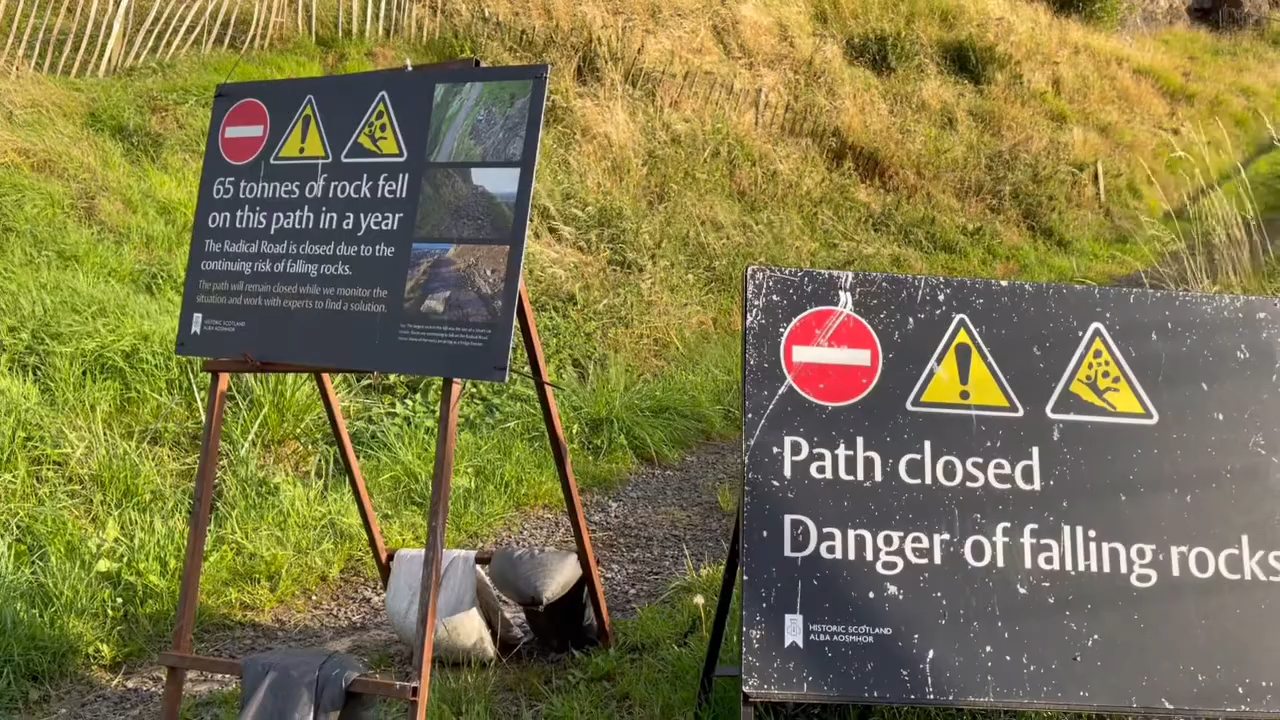 65 tonnes of rock fell
on this path in a year
The Radical Road is closed due to the
continuing risk of falling rocks.
The path will remain closed while we monitor the
situation and work with experts to find a solution.
HISTORIC SCOTLAND
ALBA AOSMHOR
Path closed
Danger of falling rocks
HISTORIC SCOTLAND
ALBA AOSMHOR